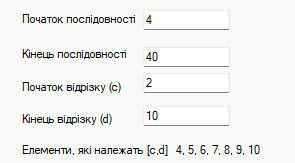 Початок послідовності 4
Кінець послідовності 40
Початок відрізку (c) 2
Кінець відрізку (d) 10
Елементи, які належать [c,d] 4, 5, 6, 7, 8, 9, 10